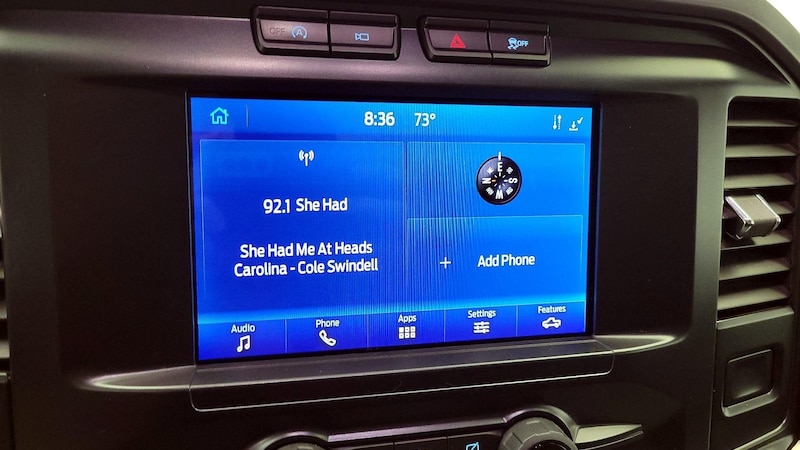 OFF A
OFF
8:36 73°
92.1 She Had
She Had Me At Heads
Carolina - Cole Swindell
E
N S
W
+ Add Phone
Audio Phone Apps Settings Features